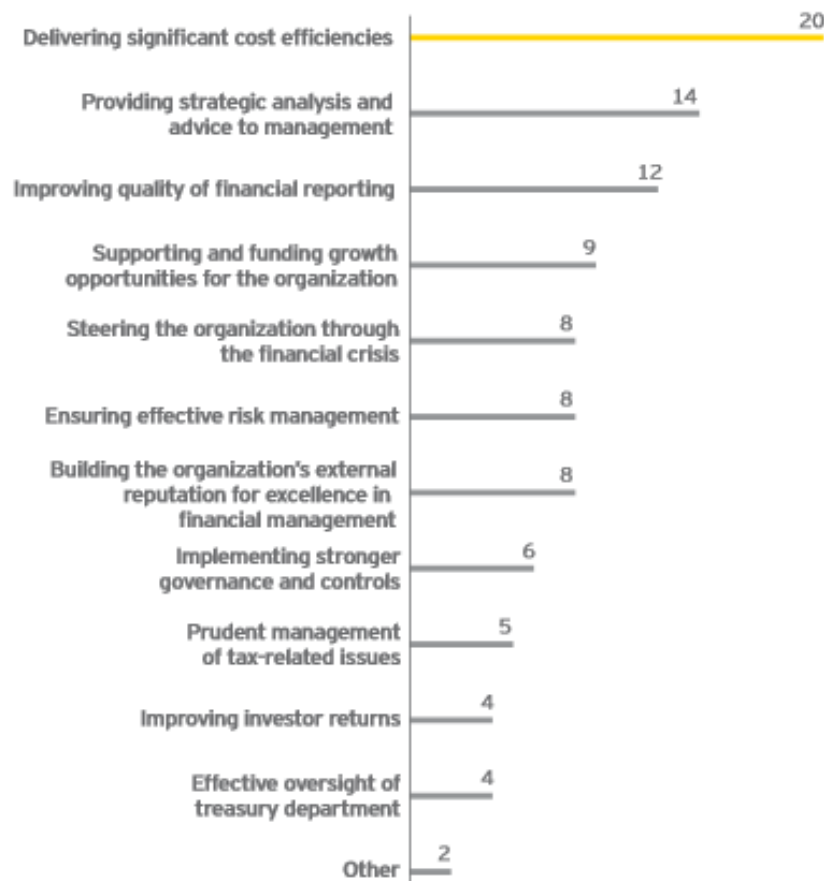 Delivering significant cost efficiencies
20
Providing strategic analysis and
advice to management
14
Improving quality of financial reporting
12
Supporting and funding growth
opportunities for the organization
9
Steering the organization through
the financial crisis
8
Ensuring effective risk management
8
Building the organization's external
reputation for excellence in
financial management
8
Implementing stronger
governance and controls
6
Prudent management
of tax-related issues
5
Improving investor returns
4
Effective oversight of
treasury department
4
Other
2